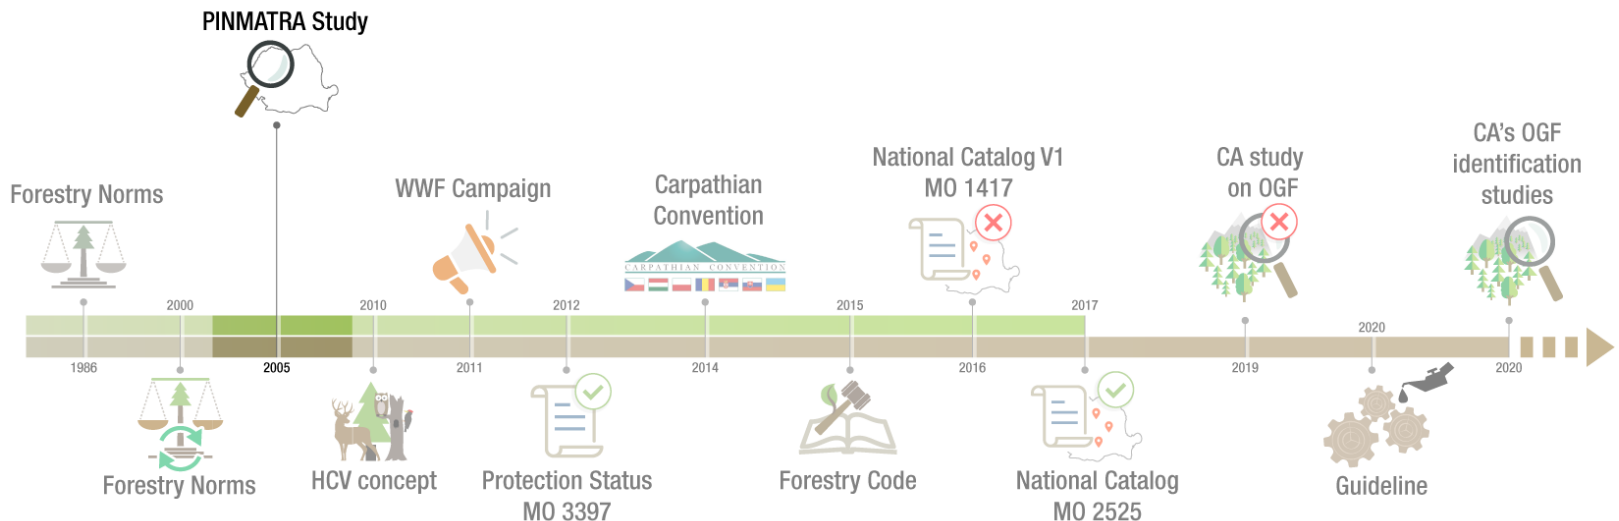 PINMATRA Study
Forestry Norms
WWF Campaign
Carpathian
Convention
CARPATHIAN CONVENTION
National Catalog V1
MO 1417
CA study
on OGF
CA's OGF
identification
studies
2000
2010
2012
2015
2017
2020
1986
2005
2011
2014
2016
2019
2020
Forestry Norms
HCV concept
Protection Status
MO 3397
Forestry Code
National Catalog
MO 2525
Guideline